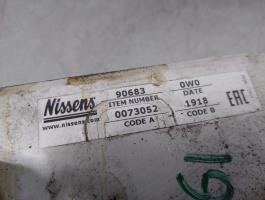 Nissens
www.nissens.com
90683 0W0
ITEM NUMBER DATE
0073052 1918
CODE A CODE B
EAC